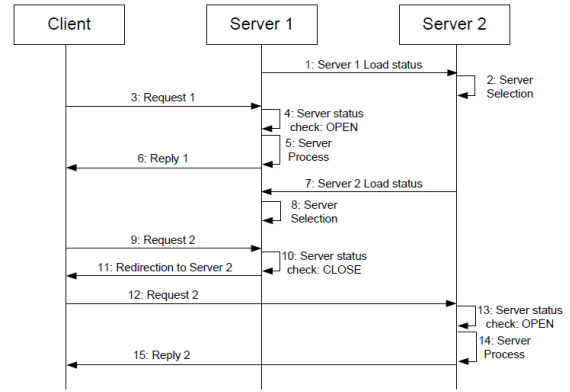 Client
Server 1
Server 2
1: Server 1 Load status
2: Server
Selection
3: Request 1
4: Server status
check: OPEN
5: Server
Process
6: Reply 1
7: Server 2 Load status
8: Server
Selection
9: Request 2
10: Server status
check: CLOSE
11: Redirection to Server 2
12: Request 2
13: Server status
check: OPEN
14: Server
Process
15: Reply 2